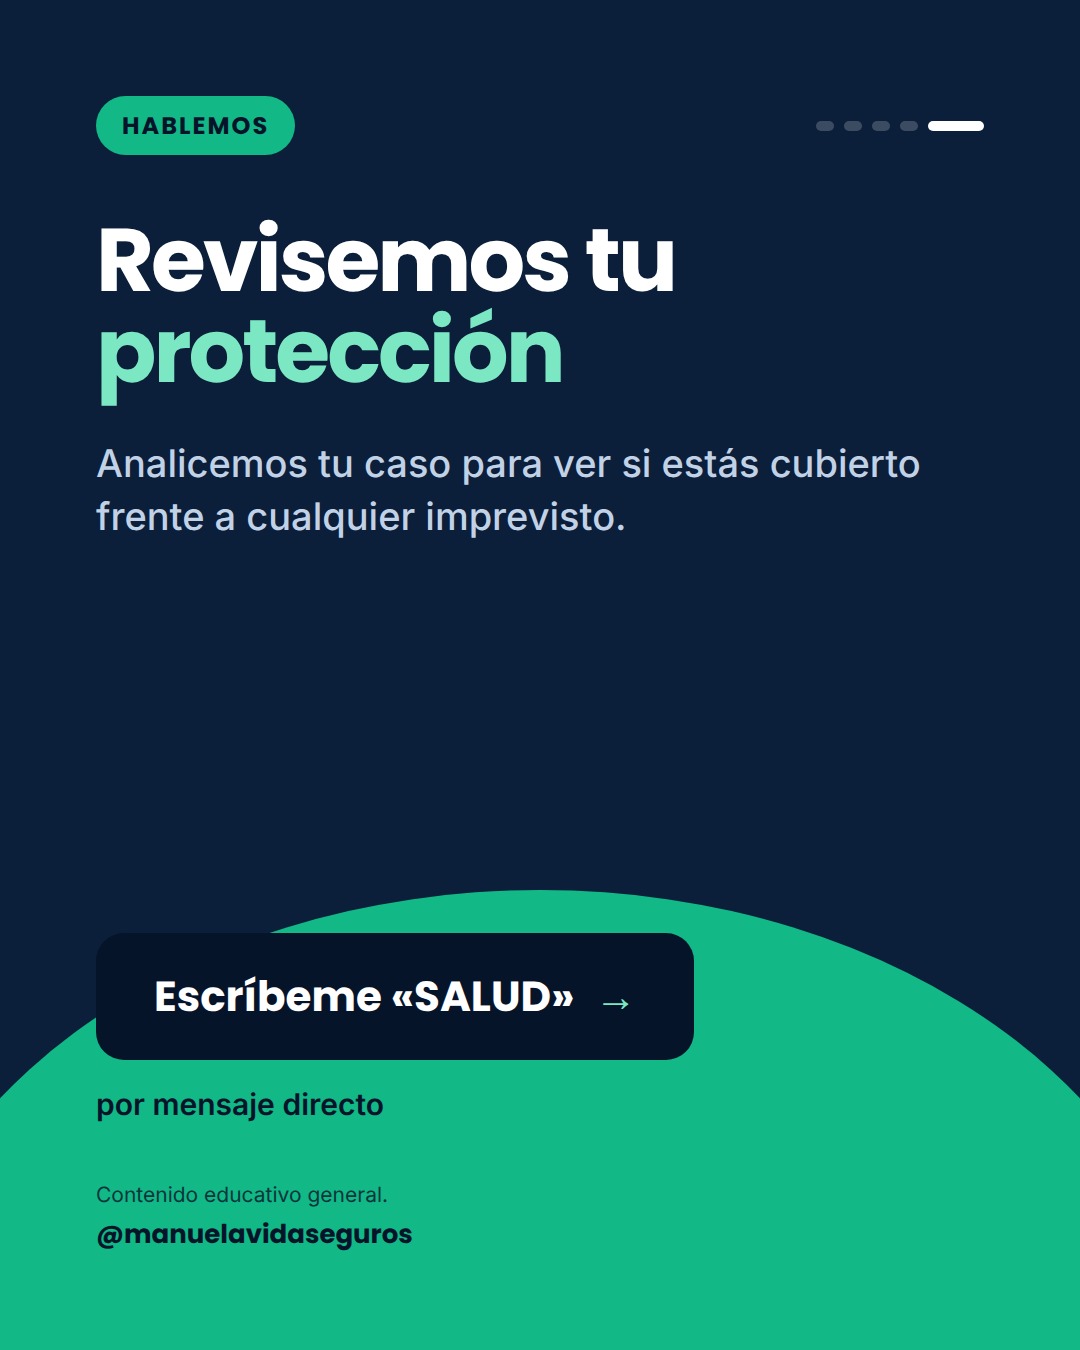 HABLEMOS
Revisemos tu
protección
Analicemos tu caso para ver si estás cubierto
frente a cualquier imprevisto.
Escríbeme «SALUD» →
por mensaje directo
Contenido educativo general.
@manuelavidaseguros